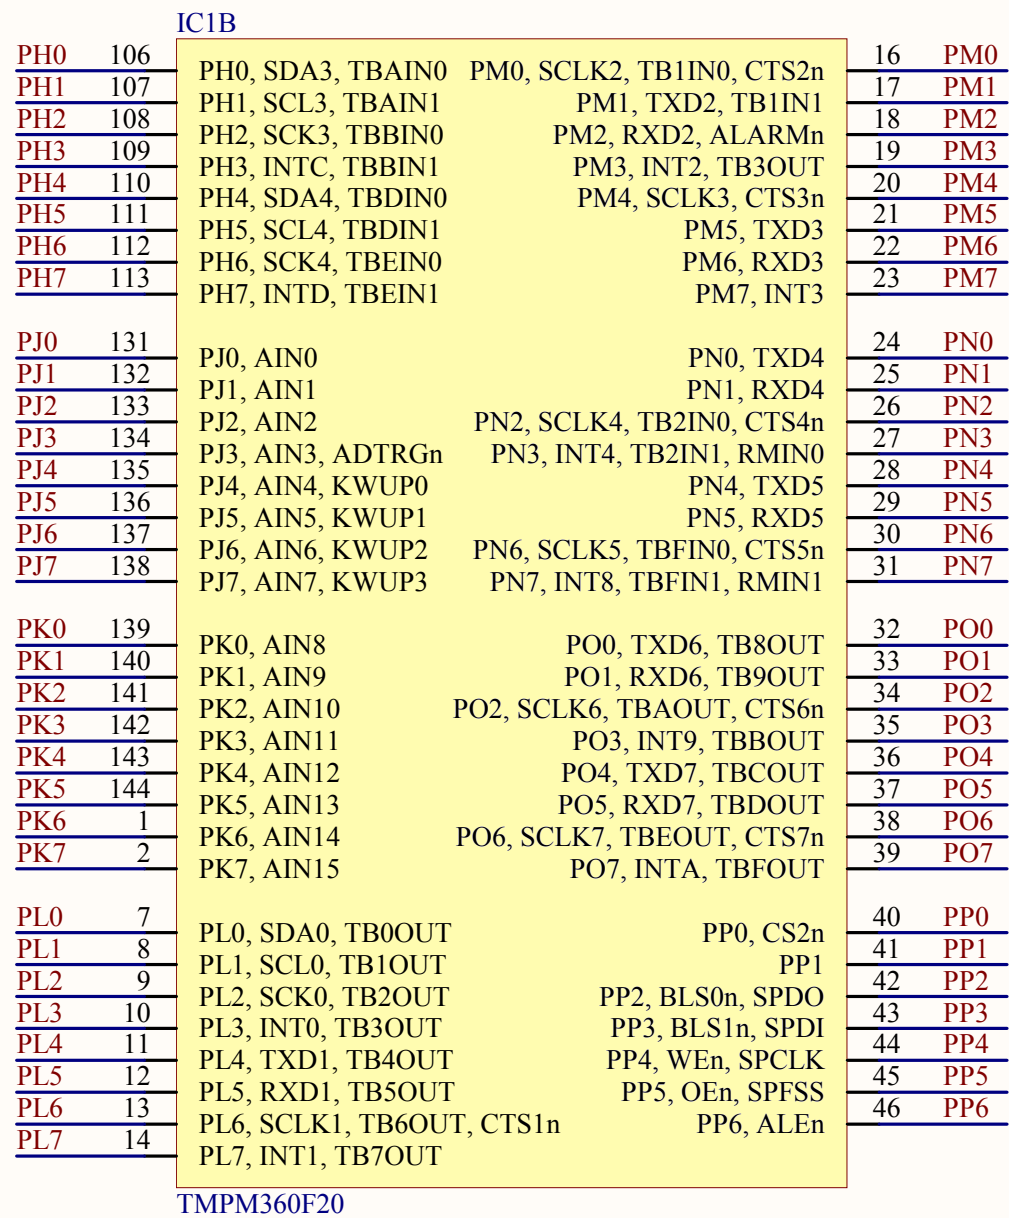 IC1B
PH0 106 PH0, SDA3, TBAIN0 PM0, SCLK2, TB1IN0, CTS2n 16 PM0
PH1 107 PH1, SCL3, TBAIN1 PM1, TXD2, TB1IN1 17 PM1
PH2 108 PH2, SCK3, TBBIN0 PM2, RXD2, ALARMn 18 PM2
PH3 109 PH3, INTC, TBBIN1 PM3, INT2, TB3OUT 19 PM3
PH4 110 PH4, SDA4, TBDIN0 PM4, SCLK3, CTS3n 20 PM4
PH5 111 PH5, SCL4, TBDIN1 PM5, TXD3 21 PM5
PH6 112 PH6, SCK4, TBEIN0 PM6, RXD3 22 PM6
PH7 113 PH7, INTD, TBEIN1 PM7, INT3 23 PM7
PJ0 131 PJ0, AIN0 PN0, TXD4 24 PN0
PJ1 132 PJ1, AIN1 PN1, RXD4 25 PN1
PJ2 133 PJ2, AIN2 PN2, SCLK4, TB2IN0, CTS4n 26 PN2
PJ3 134 PJ3, AIN3, ADTRGn PN3, INT4, TB2IN1, RMIN0 27 PN3
PJ4 135 PJ4, AIN4, KWUP0 PN4, TXD5 28 PN4
PJ5 136 PJ5, AIN5, KWUP1 PN5, RXD5 29 PN5
PJ6 137 PJ6, AIN6, KWUP2 PN6, SCLK5, TBFIN0, CTS5n 30 PN6
PJ7 138 PJ7, AIN7, KWUP3 PN7, INT8, TBFIN1, RMIN1 31 PN7
PK0 139 PK0, AIN8 PO0, TXD6, TB8OUT 32 PO0
PK1 140 PK1, AIN9 PO1, RXD6, TB9OUT 33 PO1
PK2 141 PK2, AIN10 PO2, SCLK6, TBAOUT, CTS6n 34 PO2
PK3 142 PK3, AIN11 PO3, INT9, TBBOUT 35 PO3
PK4 143 PK4, AIN12 PO4, TXD7, TBCOUT 36 PO4
PK5 144 PK5, AIN13 PO5, RXD7, TBDOUT 37 PO5
PK6 1 PK6, AIN14 PO6, SCLK7, TBEOUT, CTS7n 38 PO6
PK7 2 PK7, AIN15 PO7, INTA, TBFOUT 39 PO7
PL0 7 PL0, SDA0, TB0OUT PP0, CS2n 40 PP0
PL1 8 PL1, SCL0, TB1OUT PP1 41 PP1
PL2 9 PL2, SCK0, TB2OUT PP2, BLS0n, SPDO 42 PP2
PL3 10 PL3, INT0, TB3OUT PP3, BLS1n, SPDI 43 PP3
PL4 11 PL4, TXD1, TB4OUT PP4, WEn, SPCLK 44 PP4
PL5 12 PL5, RXD1, TB5OUT PP5, OEn, SPFSS 45 PP5
PL6 13 PL6, SCLK1, TB6OUT, CTS1n PP6, ALEn 46 PP6
PL7 14 PL7, INT1, TB7OUT
TMPM360F20